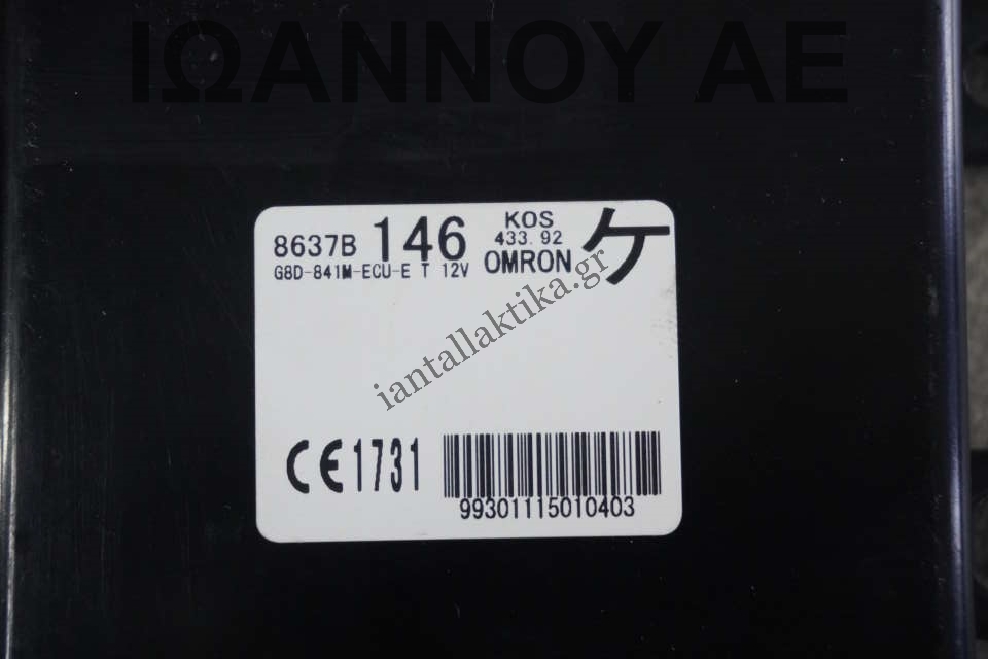 ΙΩΑΝΝΟΥ ΑΕ
8637B 146 KOS ケ
433.92
G8D-841M-ECU-E T 12V OMRON
iantallaktika.gr
CE1731
99301115010403